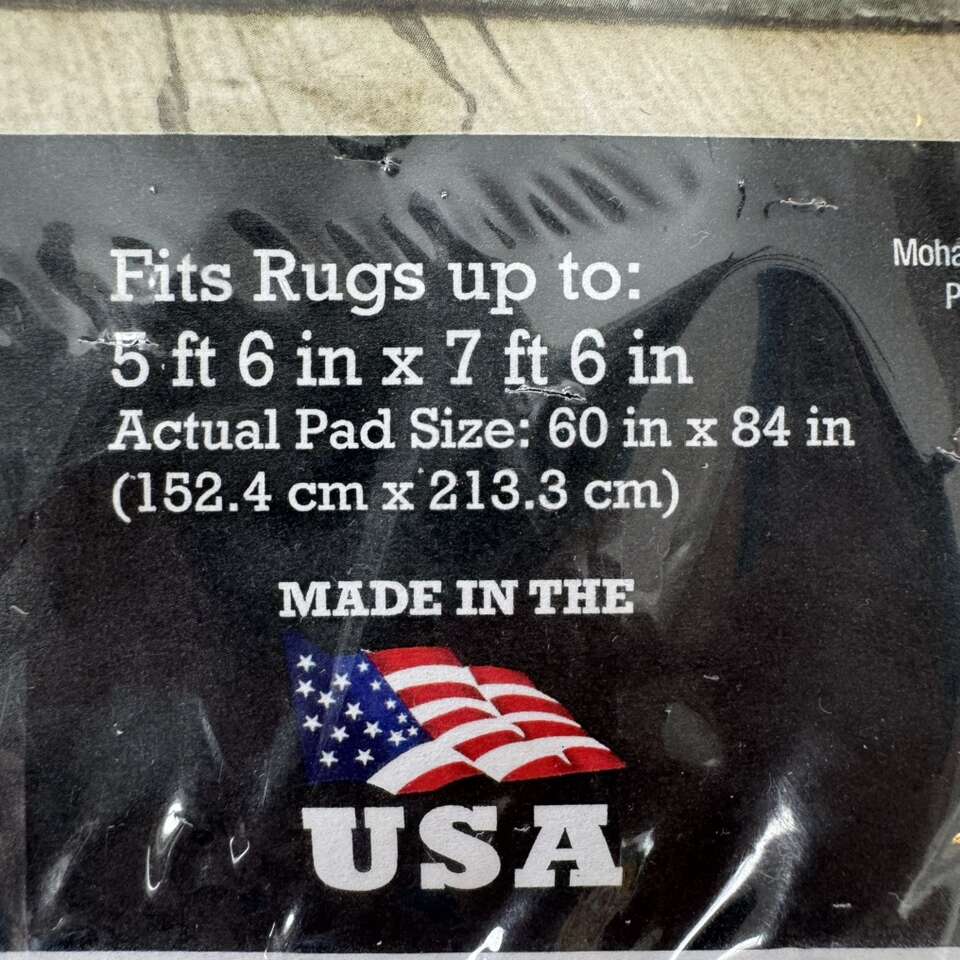 Fits Rugs up to:
5 ft 6 in x 7 ft 6 in
Actual Pad Size: 60 in x 84 in
(152.4 cm x 213.3 cm)
MADE IN THE
USA